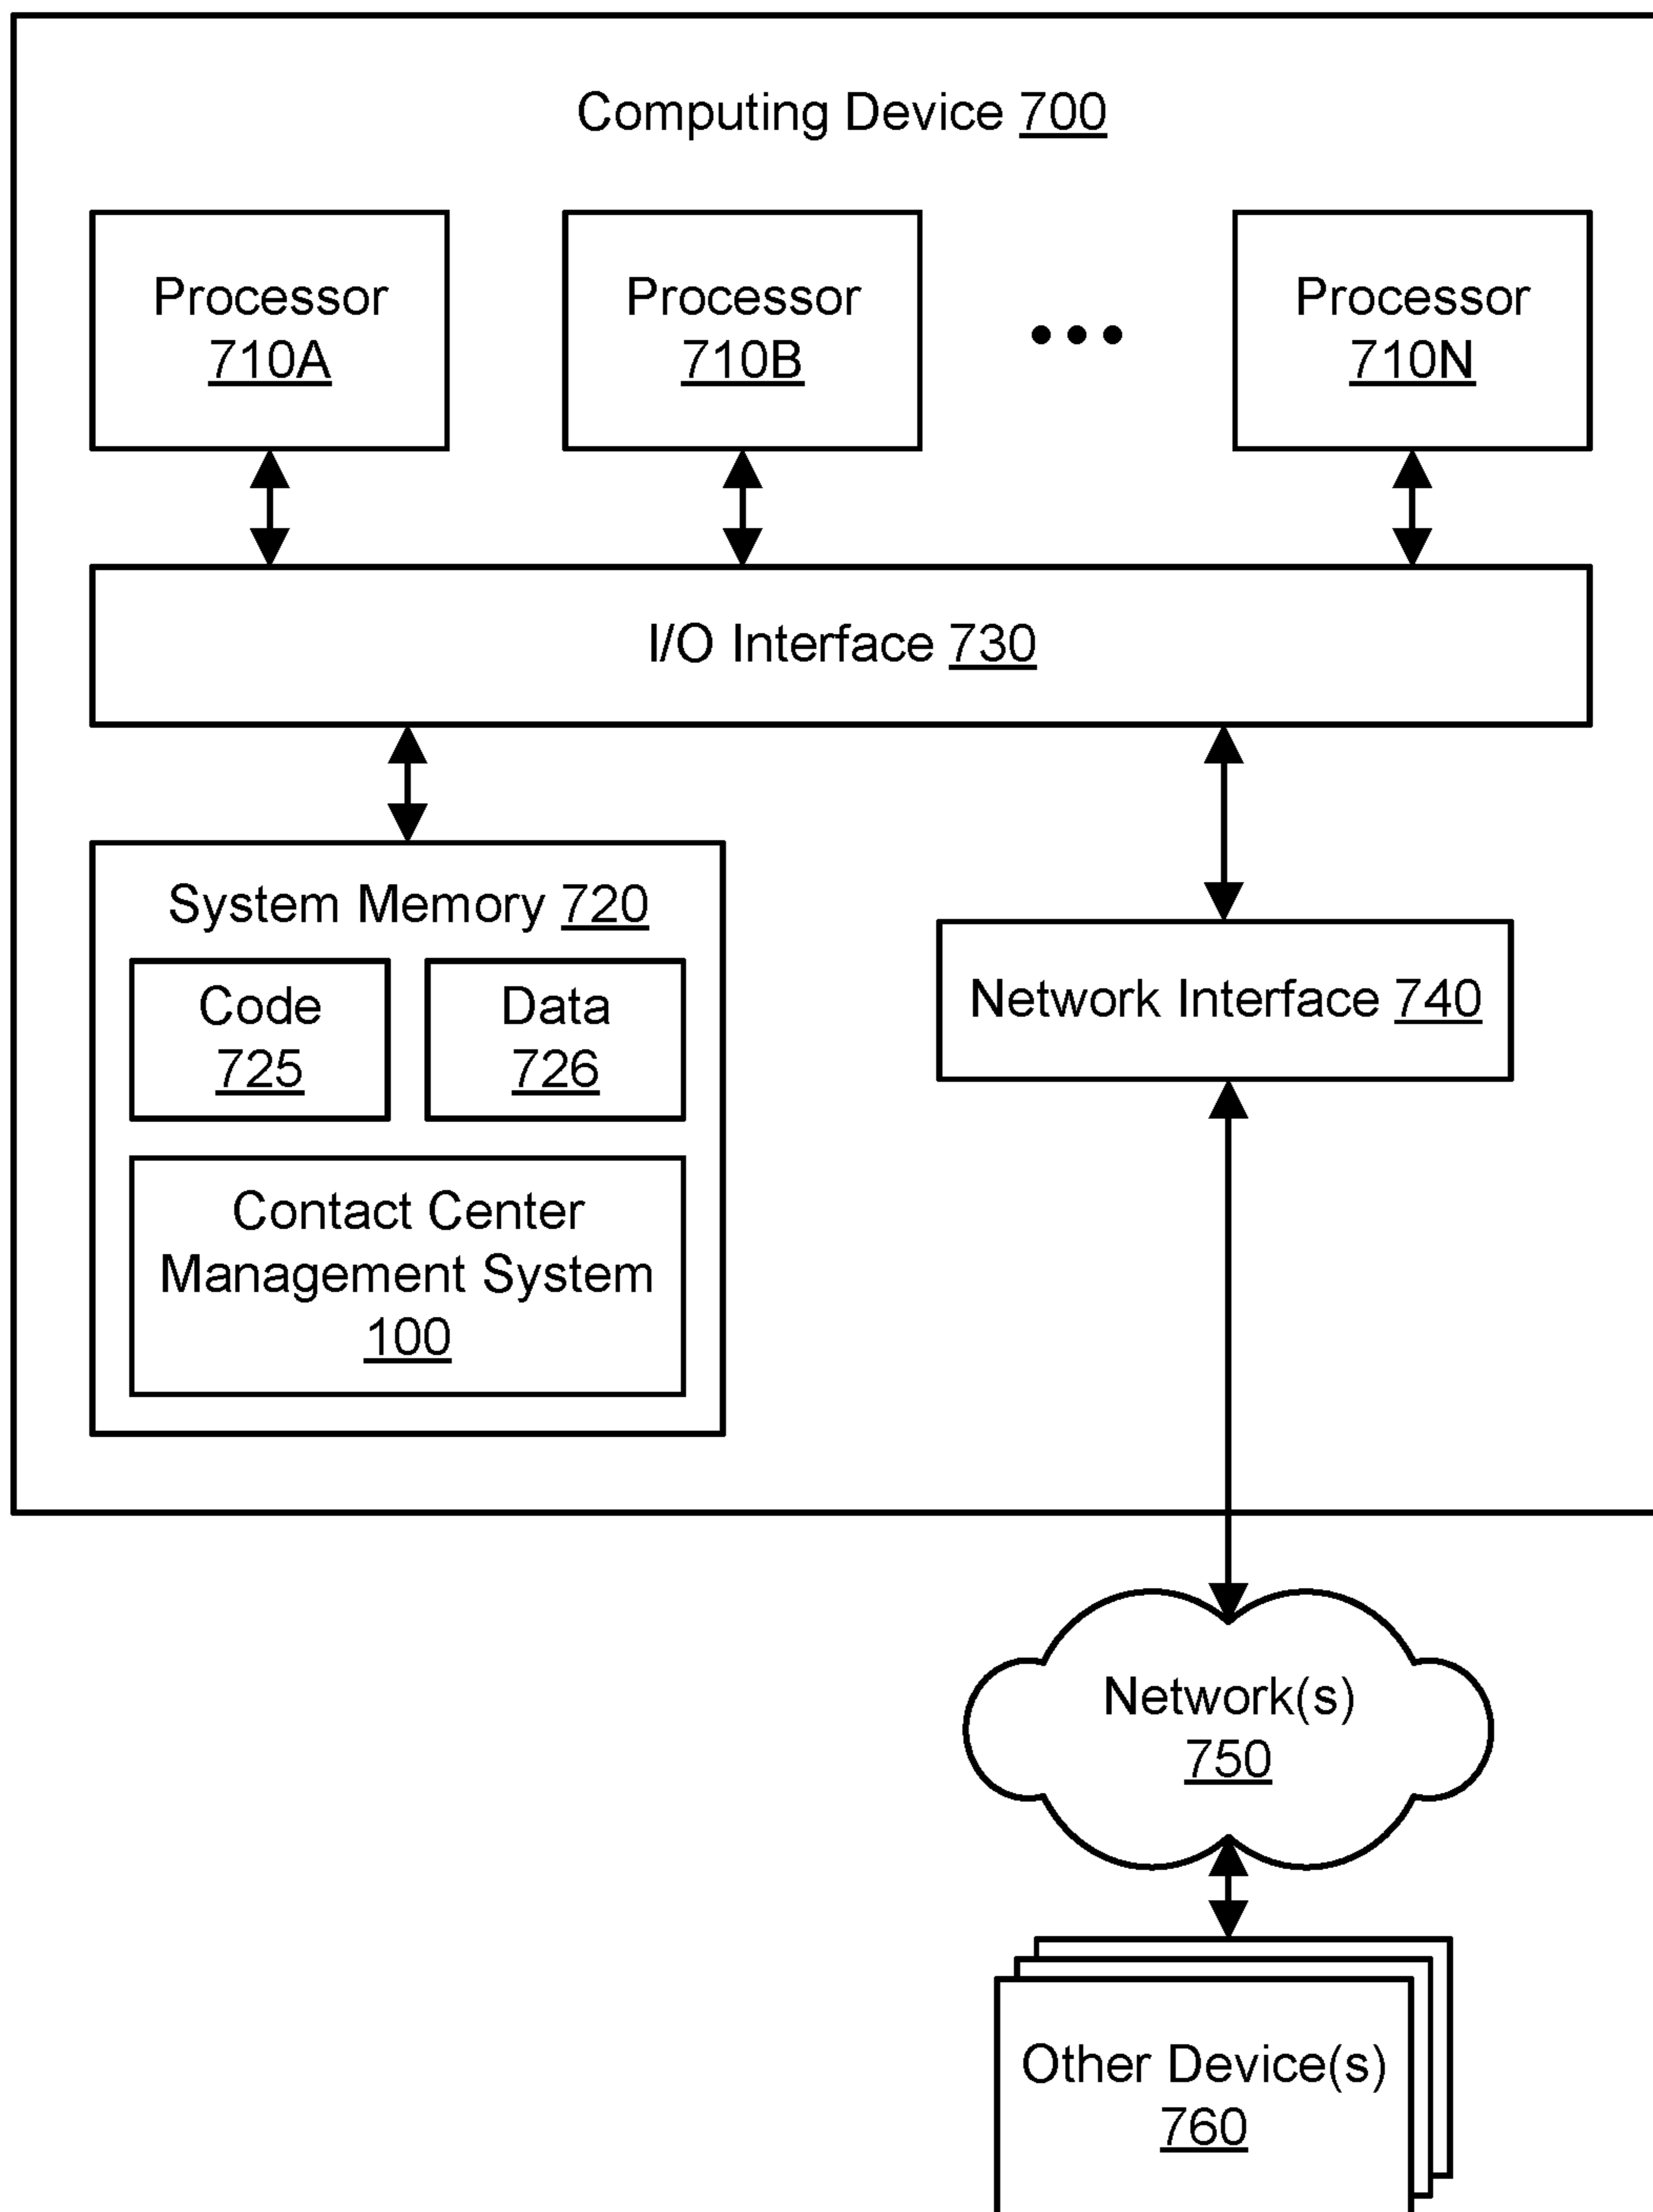 Computing Device 700
Processor
710A
Processor
710B
Processor
710N
I/O Interface 730
System Memory 720
Code
725
Data
726
Contact Center
Management System
100
Network Interface 740
Network(s)
750
Other Device(s)
760